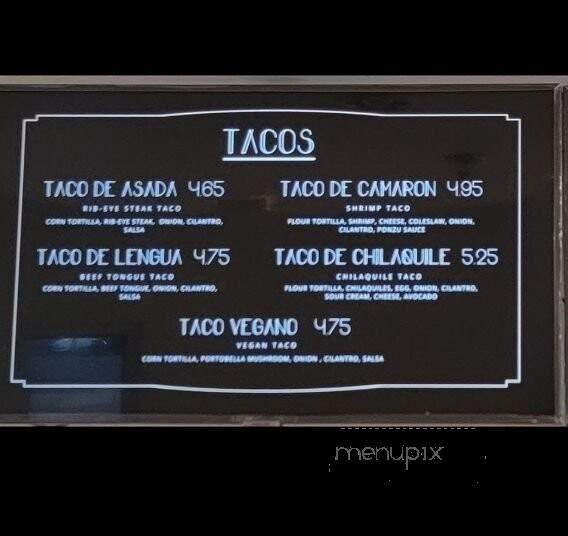 TACOS
TACO DE ASADA 4.65
RIB-EYE STEAK TACO
CORN TORTILLA, RIB-EYE STEAK, ONION, CILANTRO,
SALSA
TACO DE CAMARON 4.95
SHRIMP TACO
FLOUR TORTILLA, SHRIMP, CHEESE, COLESLAW, ONION,
CILANTRO, PONZU SAUCE
TACO DE LENGUA 4.75
BEEF TONGUE TACO
CORN TORTILLA, BEEF TONGUE, ONION, CILANTRO,
SALSA
TACO DE CHILAQUILE 5.25
CHILAQUILE TACO
FLOUR TORTILLA, CHILAQUILES, EGG, ONION, CILANTRO,
SOUR CREAM, CHEESE, AVOCADO
TACO VEGANO 4.75
VEGAN TACO
CORN TORTILLA, PORTOBELLA MUSHROOM, ONION , CILANTRO, SALSA
menupix